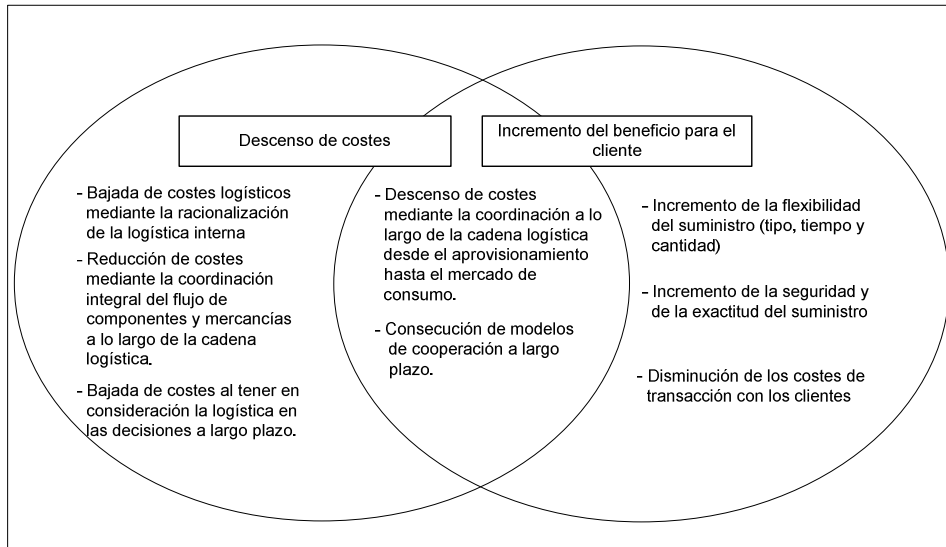 Descenso de costes
Incremento del beneficio para el
cliente
- Bajada de costes logísticos
mediante la racionalización
de la logística interna
- Reducción de costes
mediante la coordinación
integral del flujo de
componentes y mercancías
a lo largo de la cadena
logística.
- Bajada de costes al tener en
consideración la logística en
las decisiones a largo plazo.
- Descenso de costes
mediante la coordinación a lo
largo de la cadena logística
desde el aprovisionamiento
hasta el mercado de
consumo.
- Consecución de modelos
de cooperación a largo
plazo.
- Incremento de la flexibilidad
del suministro (tipo, tiempo y
cantidad)
- Incremento de la seguridad y
de la exactitud del suministro
- Disminución de los costes de
transacción con los clientes